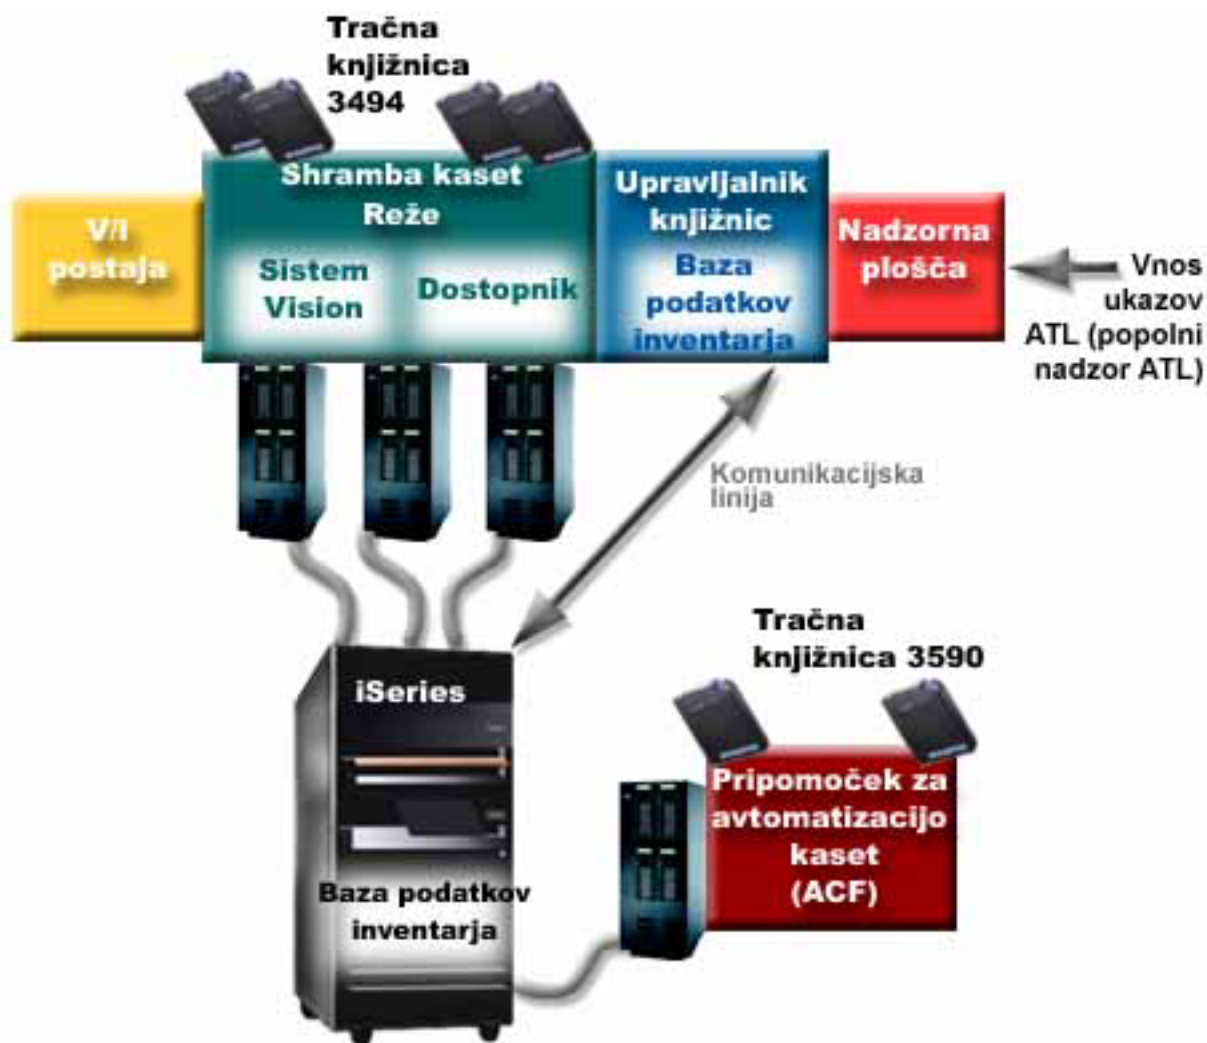 Tračna
knjižnica
3494
Shramba kaset
Reže
Sistem
Vision
Dostopnik
V/I
postaja
Upravljalnik
knjižnic
Baza
podatkov
inventarja
Nadzorna
plošča
Vnos
ukazov
ATL (popolni
nadzor ATL)
Komunikacijska
linija
iSeries
Baza podatkov
inventarja
Tračna
knjižnica 3590
Pripomoček za
avtomatizacijo
kaset
(ACF)